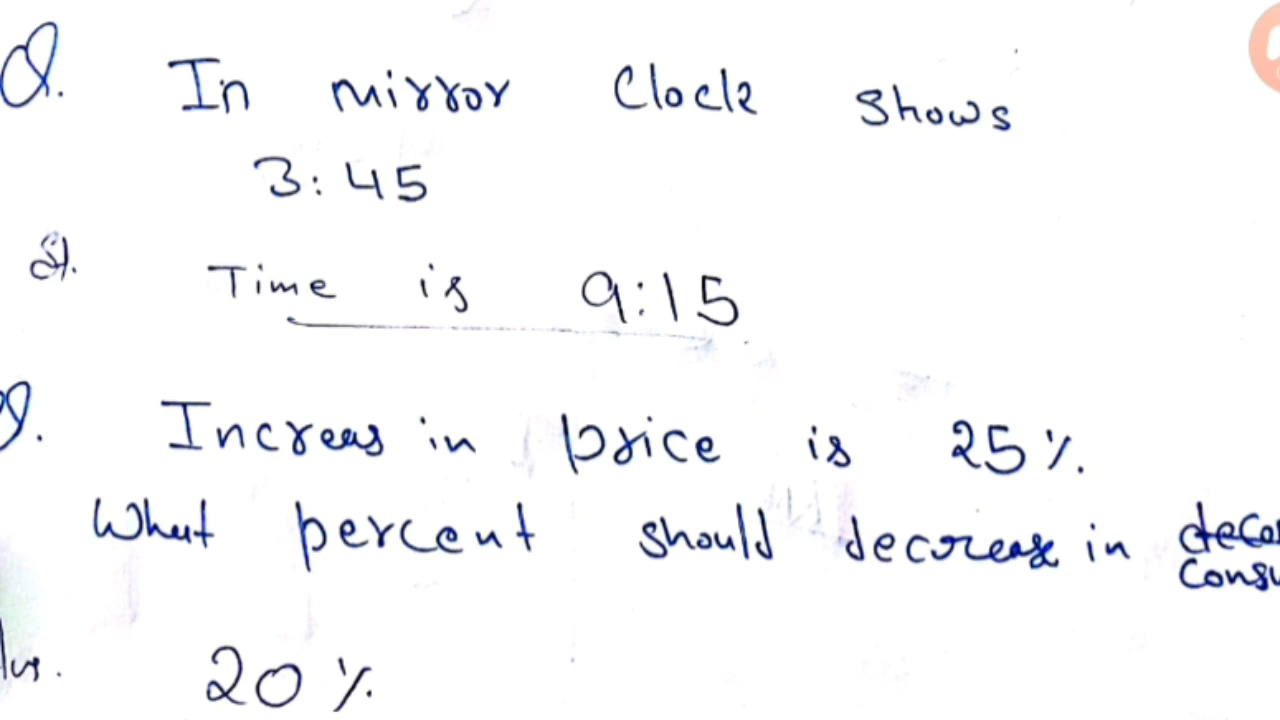 Q. In mirror Clock shows
3:45
Time is 9:15
Q. Increas in price is 25%.
What percent should decrease in
20%